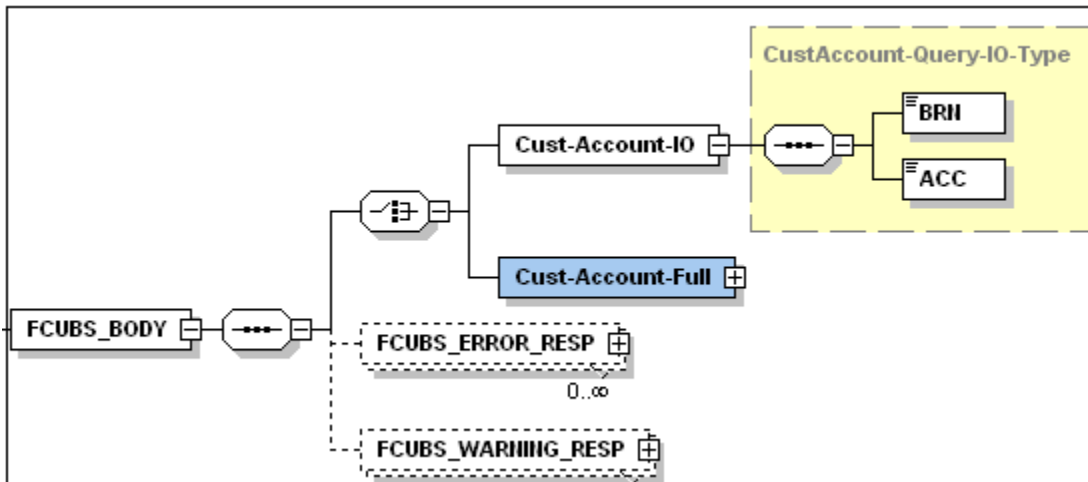 CustAccount-Query-IO-Type
BRN
Cust-Account-IO
ACC
Cust-Account-Full
FCUBS_BODY
FCUBS_ERROR_RESP
0..∞
FCUBS_WARNING_RESP